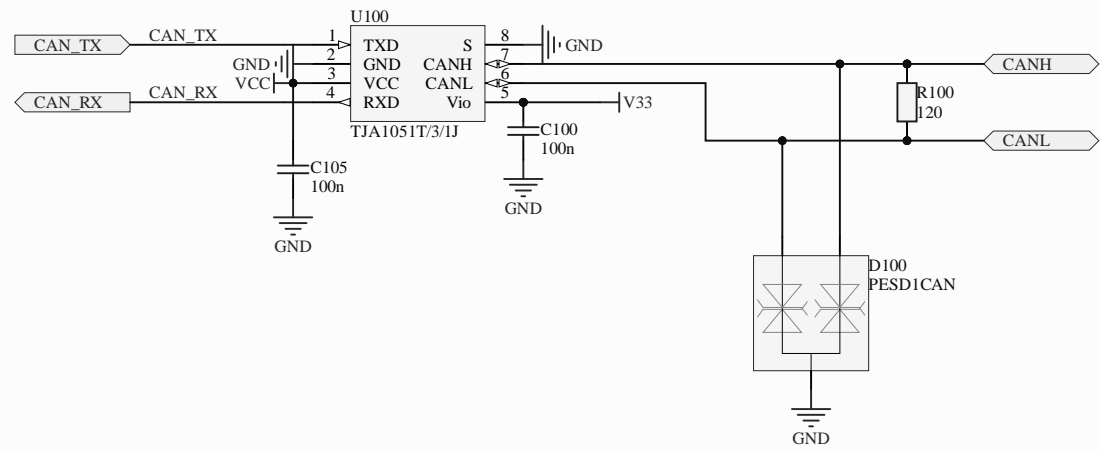 U100
CAN_TX CAN_TX 1 TXD S 8 GND
GND 2 GND CANH 7 CANH
VCC 3 VCC CANL 6
CAN_RX CAN_RX 4 RXD Vio 5 V33
R100
120
TJA1051T/3/1J
C100
100n
CANL
C105
100n
GND
GND
D100
PESD1CAN
GND